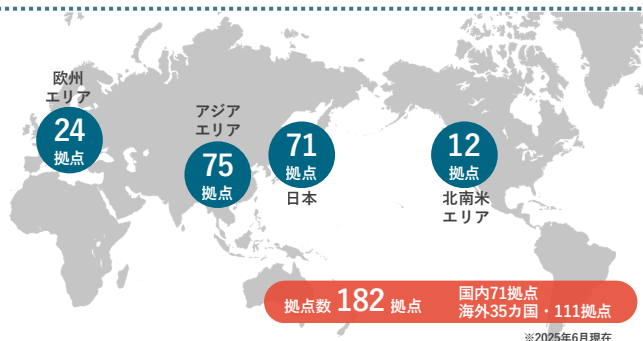 欧州
エリア
24
拠点
アジア
エリア
75
拠点
71
拠点
日本
12
拠点
北南米
エリア
拠点数 182 拠点
国内71拠点
海外35カ国・111拠点
※2025年6月現在